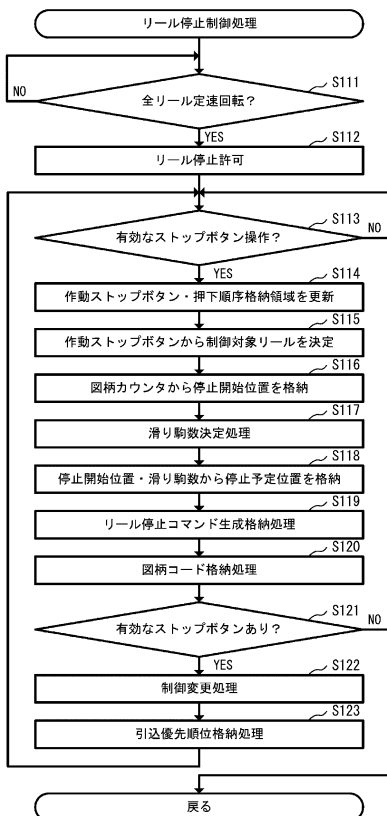 リール停止制御処理
S111
全リール定速回転？
NO
YES
S112
リール停止許可
S113
有効なストップボタン操作？
NO
YES
S114
作動ストップボタン・押下順序格納領域を更新
S115
作動ストップボタンから制御対象リールを決定
S116
図柄カウンタから停止開始位置を格納
S117
滑り駒数決定処理
S118
停止開始位置・滑り駒数から停止予定位置を格納
S119
リール停止コマンド生成格納処理
S120
図柄コード格納処理
S121
有効なストップボタンあり？
NO
YES
S122
制御変更処理
S123
引込優先順位格納処理
戻る